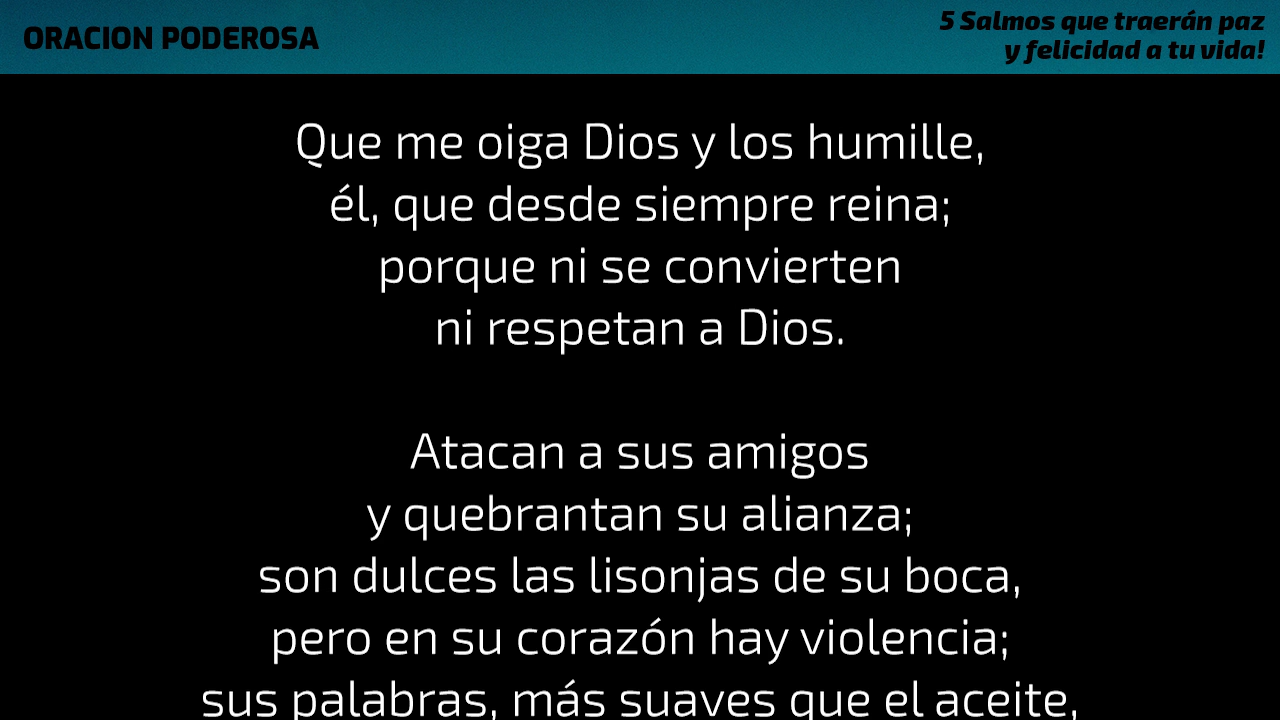 ORACION PODEROSA
5 Salmos que traerán paz
y felicidad a tu vida!
Que me oiga Dios y los humille,
él, que desde siempre reina;
porque ni se convierten
ni respetan a Dios.
Atacan a sus amigos
y quebrantan su alianza;
son dulces las lisonjas de su boca,
pero en su corazón hay violencia;
sus palabras, más suaves que el aceite,